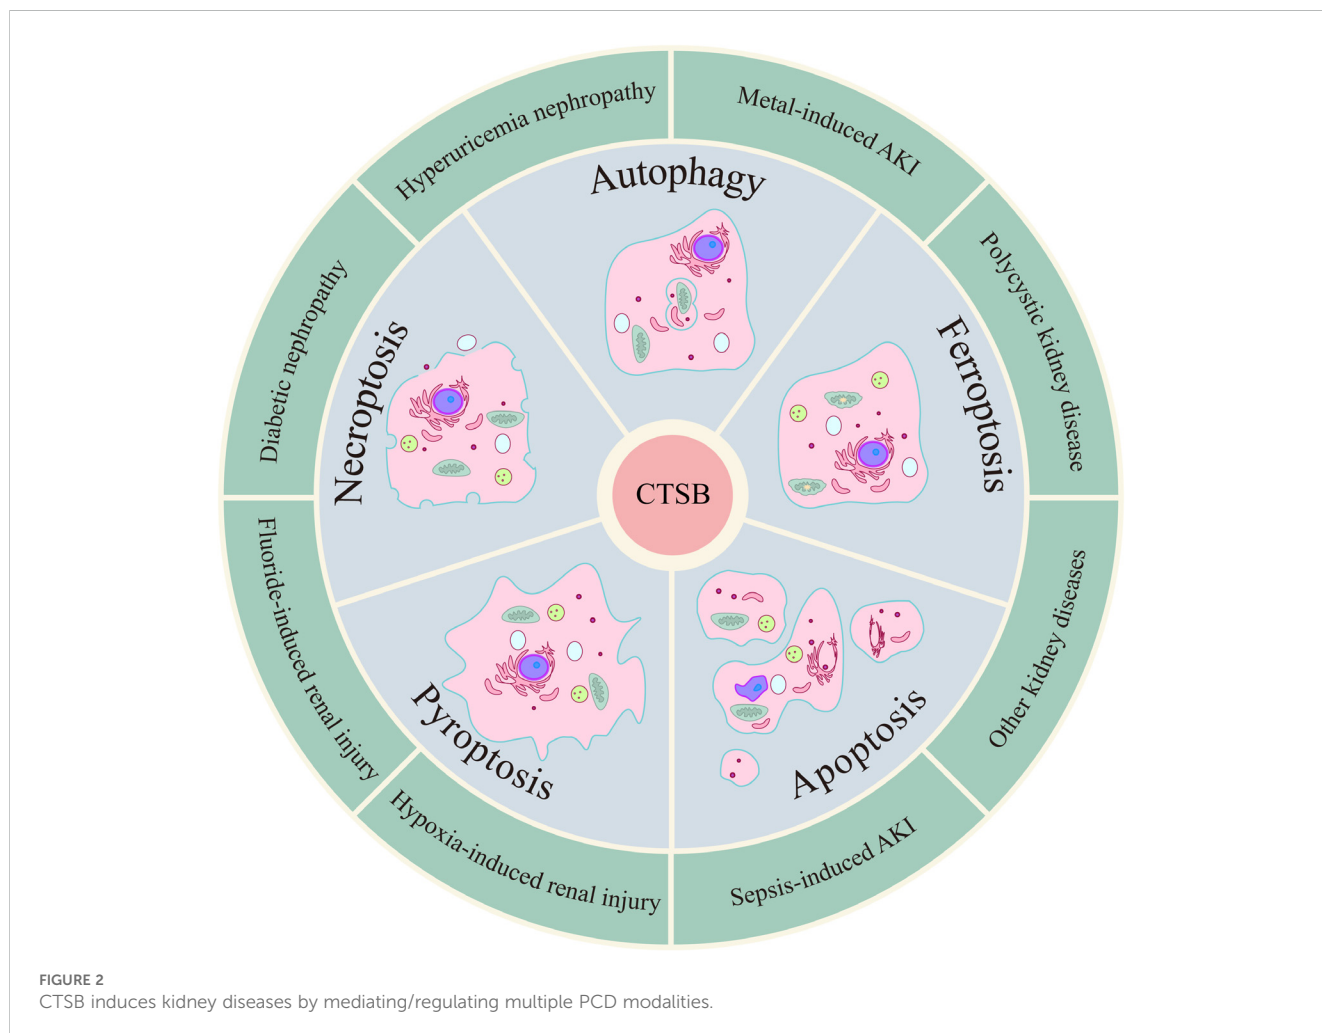 Hyperuricemia nephropathy
Metal-induced AKI
Polycystic kidney disease
Other kidney diseases
Sepsis-induced AKI
Hypoxia-induced renal injury
Fluoride-induced renal injury
Diabetic nephropathy
Autophagy
Ferroptosis
Apoptosis
Pyroptosis
Necroptosis
CTSB
FIGURE 2
CTSB induces kidney diseases by mediating/regulating multiple PCD modalities.